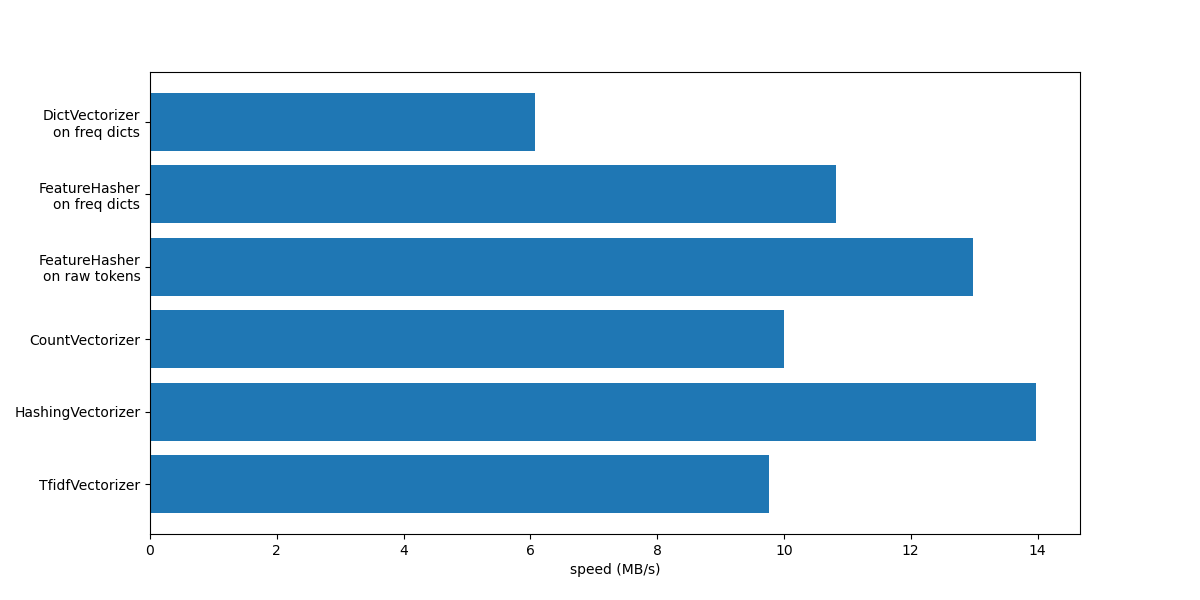 DictVectorizer
on freq dicts
FeatureHasher
on freq dicts
FeatureHasher
on raw tokens
CountVectorizer
HashingVectorizer
TfidfVectorizer
0 2 4 6 8 10 12 14
speed (MB/s)